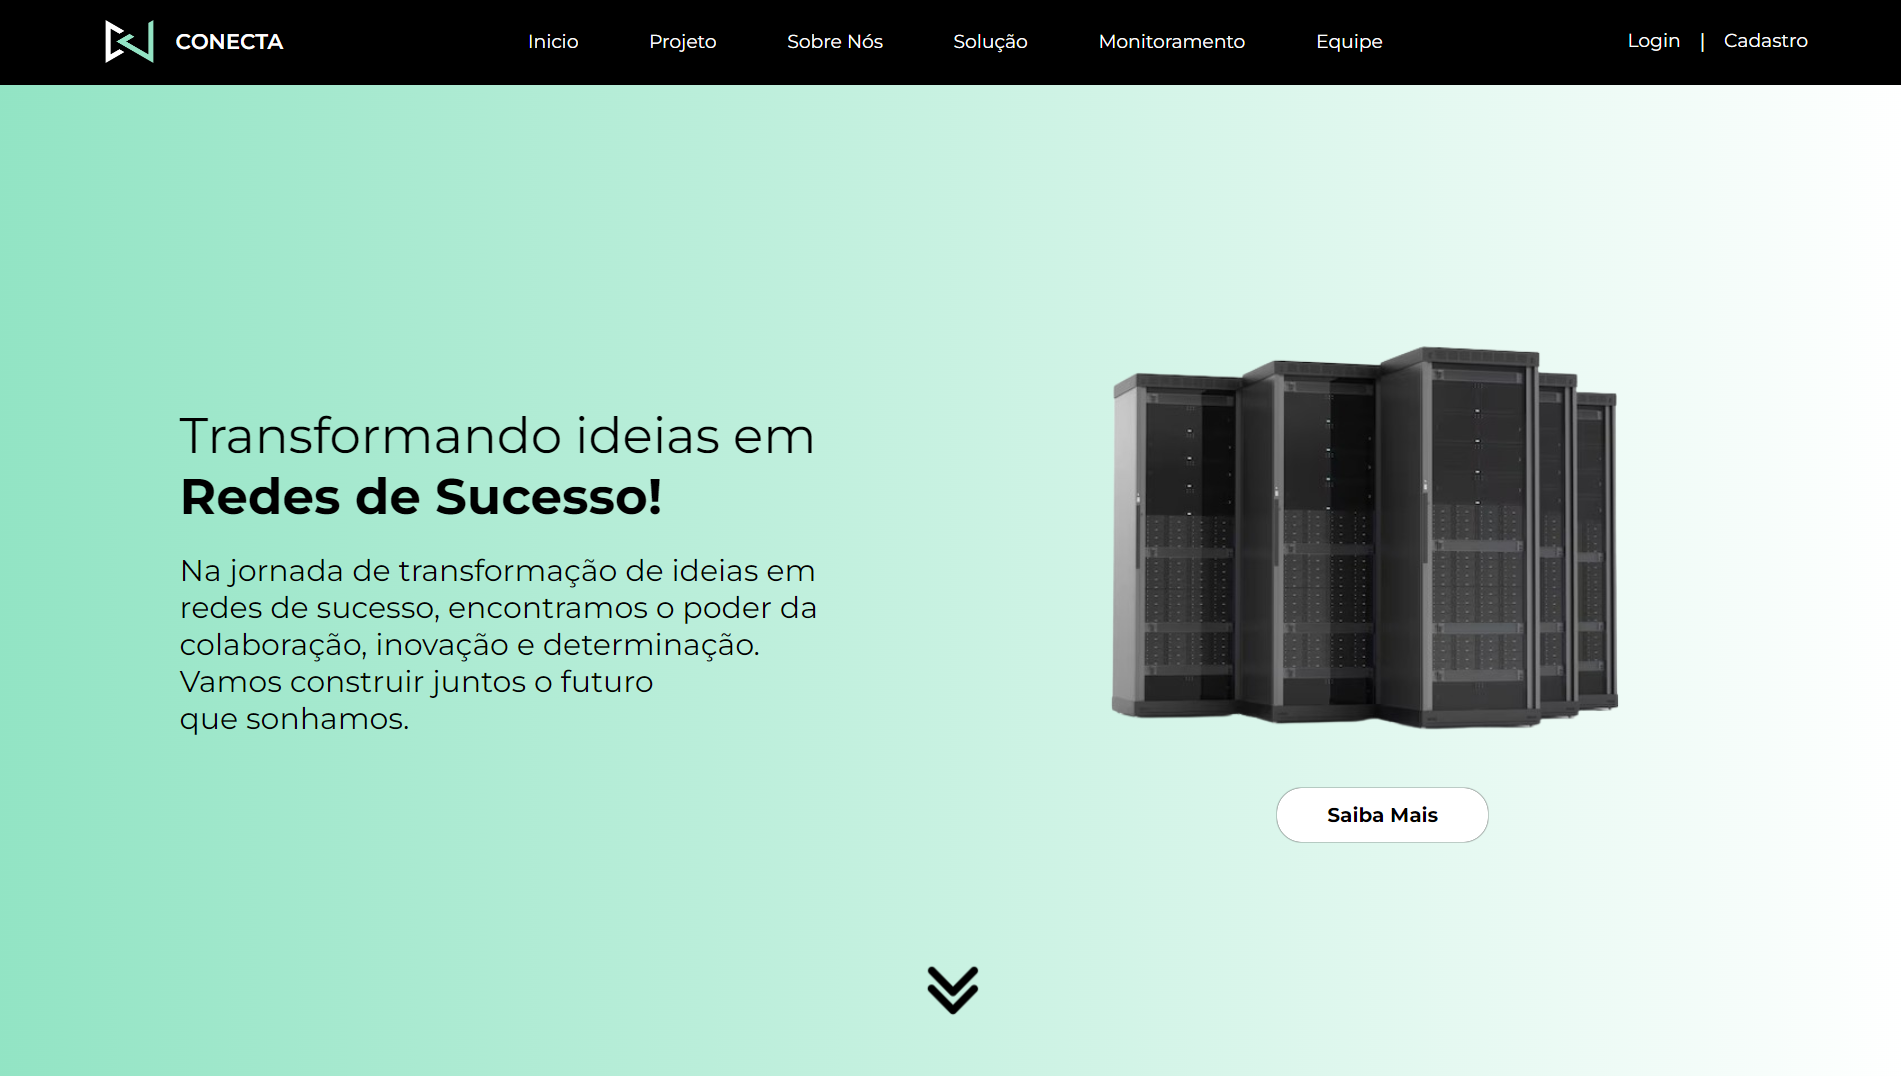 CONECTA
Inicio
Projeto
Sobre Nós
Solução
Monitoramento
Equipe
Login | Cadastro
Transformando ideias em
Redes de Sucesso!
Na jornada de transformação de ideias em
redes de sucesso, encontramos o poder da
colaboração, inovação e determinação.
Vamos construir juntos o futuro
que sonhamos.
Saiba Mais